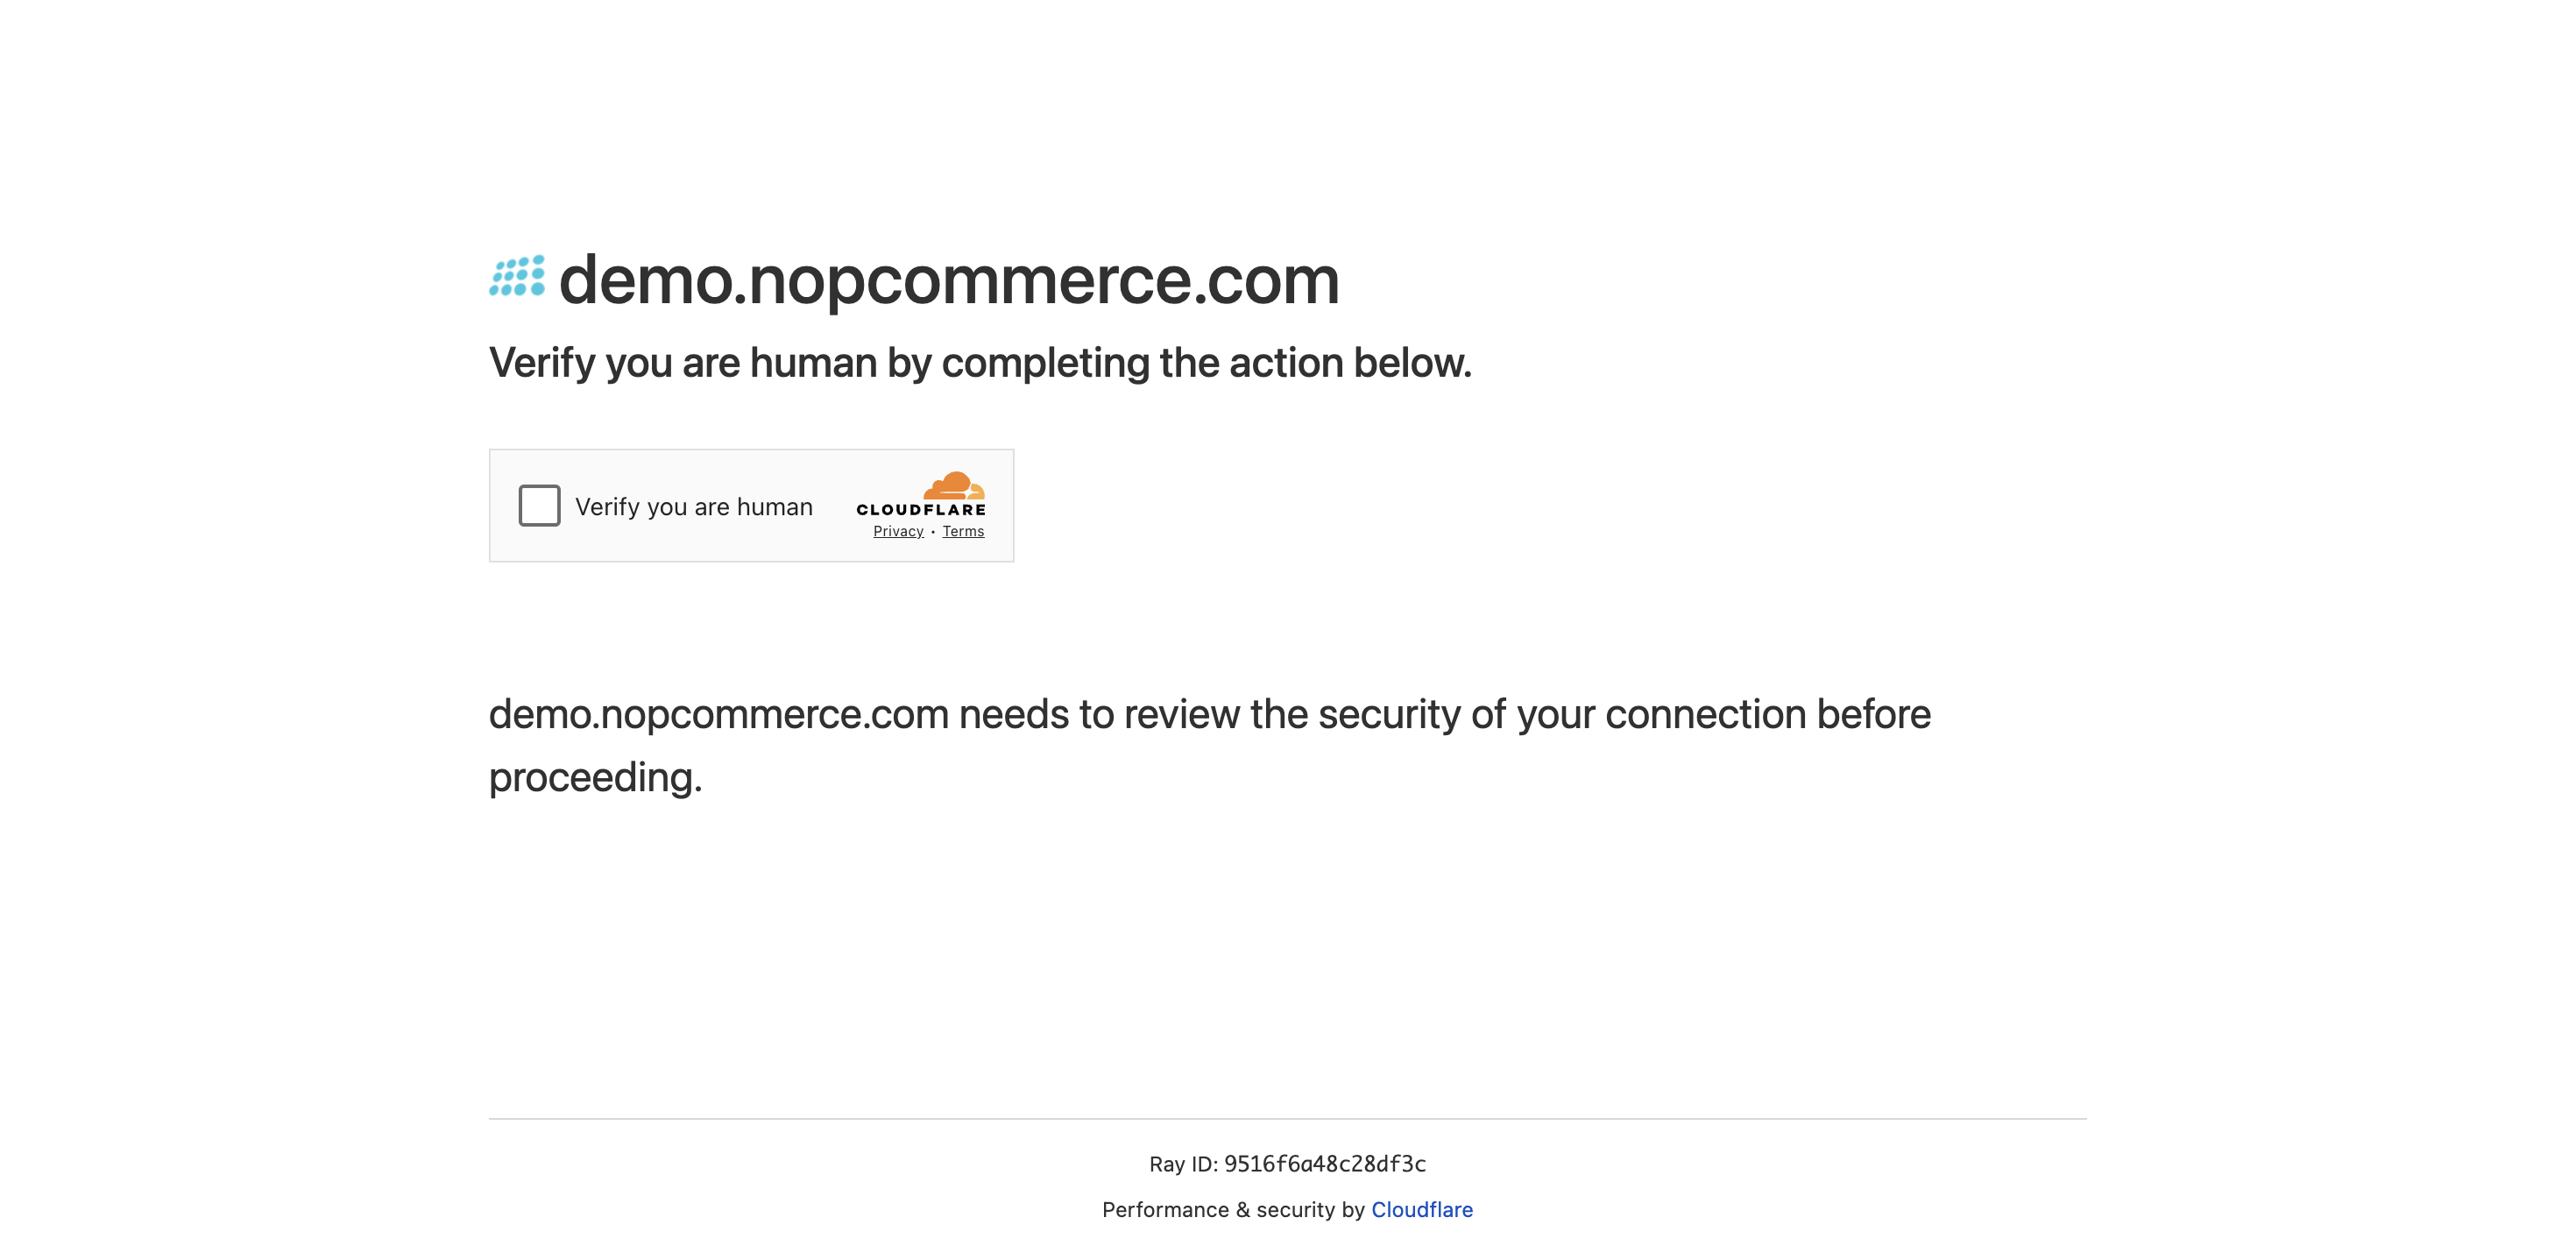 demo.nopcommerce.com
Verify you are human by completing the action below.
Verify you are human
CLOUDFLARE
Privacy • Terms
demo.nopcommerce.com needs to review the security of your connection before
proceeding.
Ray ID: 9516f6a48c28df3c
Performance & security by Cloudflare